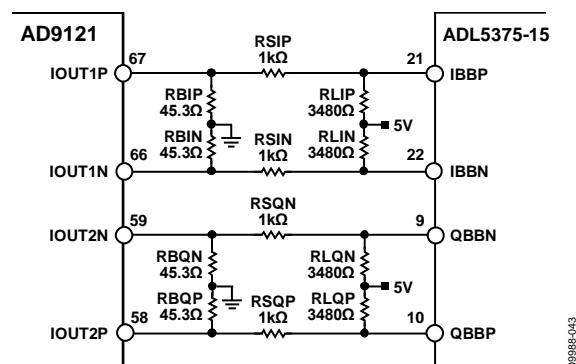 AD9121
ADL5375-15
67
RSIP
1kΩ
21
IOUT1P
IBBP
RBIP
45.3Ω
RLIP
3480Ω
5V
RBIN
45.3Ω
RSIN
1kΩ
RLIN
3480Ω
66
22
IOUT1N
IBBN
59
RSQN
1kΩ
9
IOUT2N
QBBN
RBQN
45.3Ω
RLQN
3480Ω
5V
RBQP
45.3Ω
RSQP
1kΩ
RLQP
3480Ω
58
10
IOUT2P
QBBP
09988-043